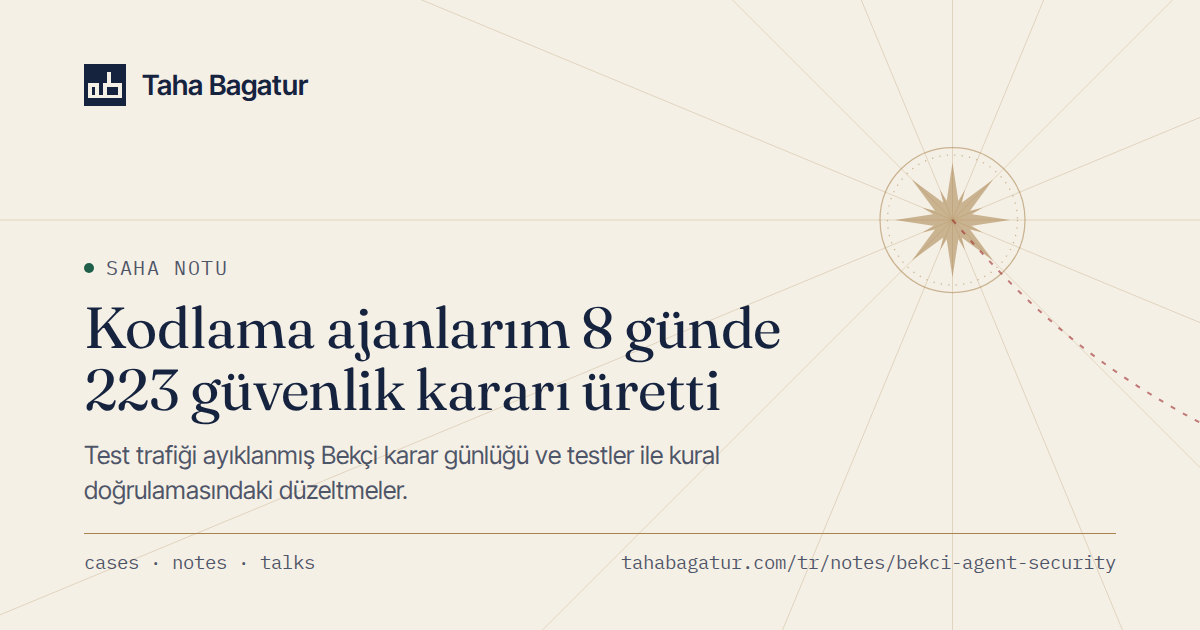 Taha Bagatur
SAHA NOTU
Kodlama ajanlarım 8 günde
223 güvenlik kararı üretti
Test trafiği ayıklanmış Bekçi karar günlüğü ve testler ile kural
doğrulamasındaki düzeltmeler.
cases · notes · talks
tahabagatur.com/tr/notes/bekci-agent-security